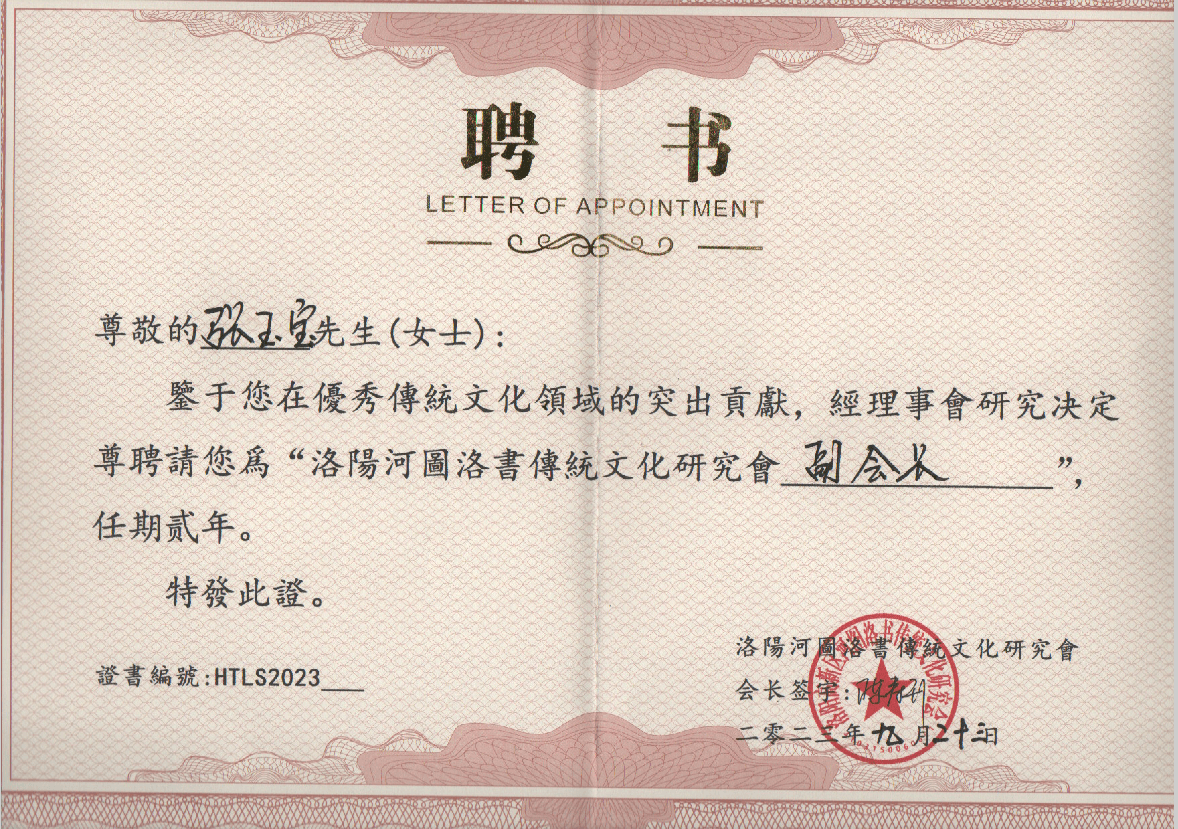 聘 书
LETTER OF APPOINTMENT
尊敬的张玉宝先生(女士):
鑒于您在優秀傳統文化領域的突出貢獻，經理事會研究决定
尊聘請您爲“洛陽河圖洛書傳統文化研究會副会长”，
任期贰年。
特發此證。
證書編號:HTLS2023
洛陽河圖洛書傳統文化研究會
会长签字:
二零二三年九月二十三日